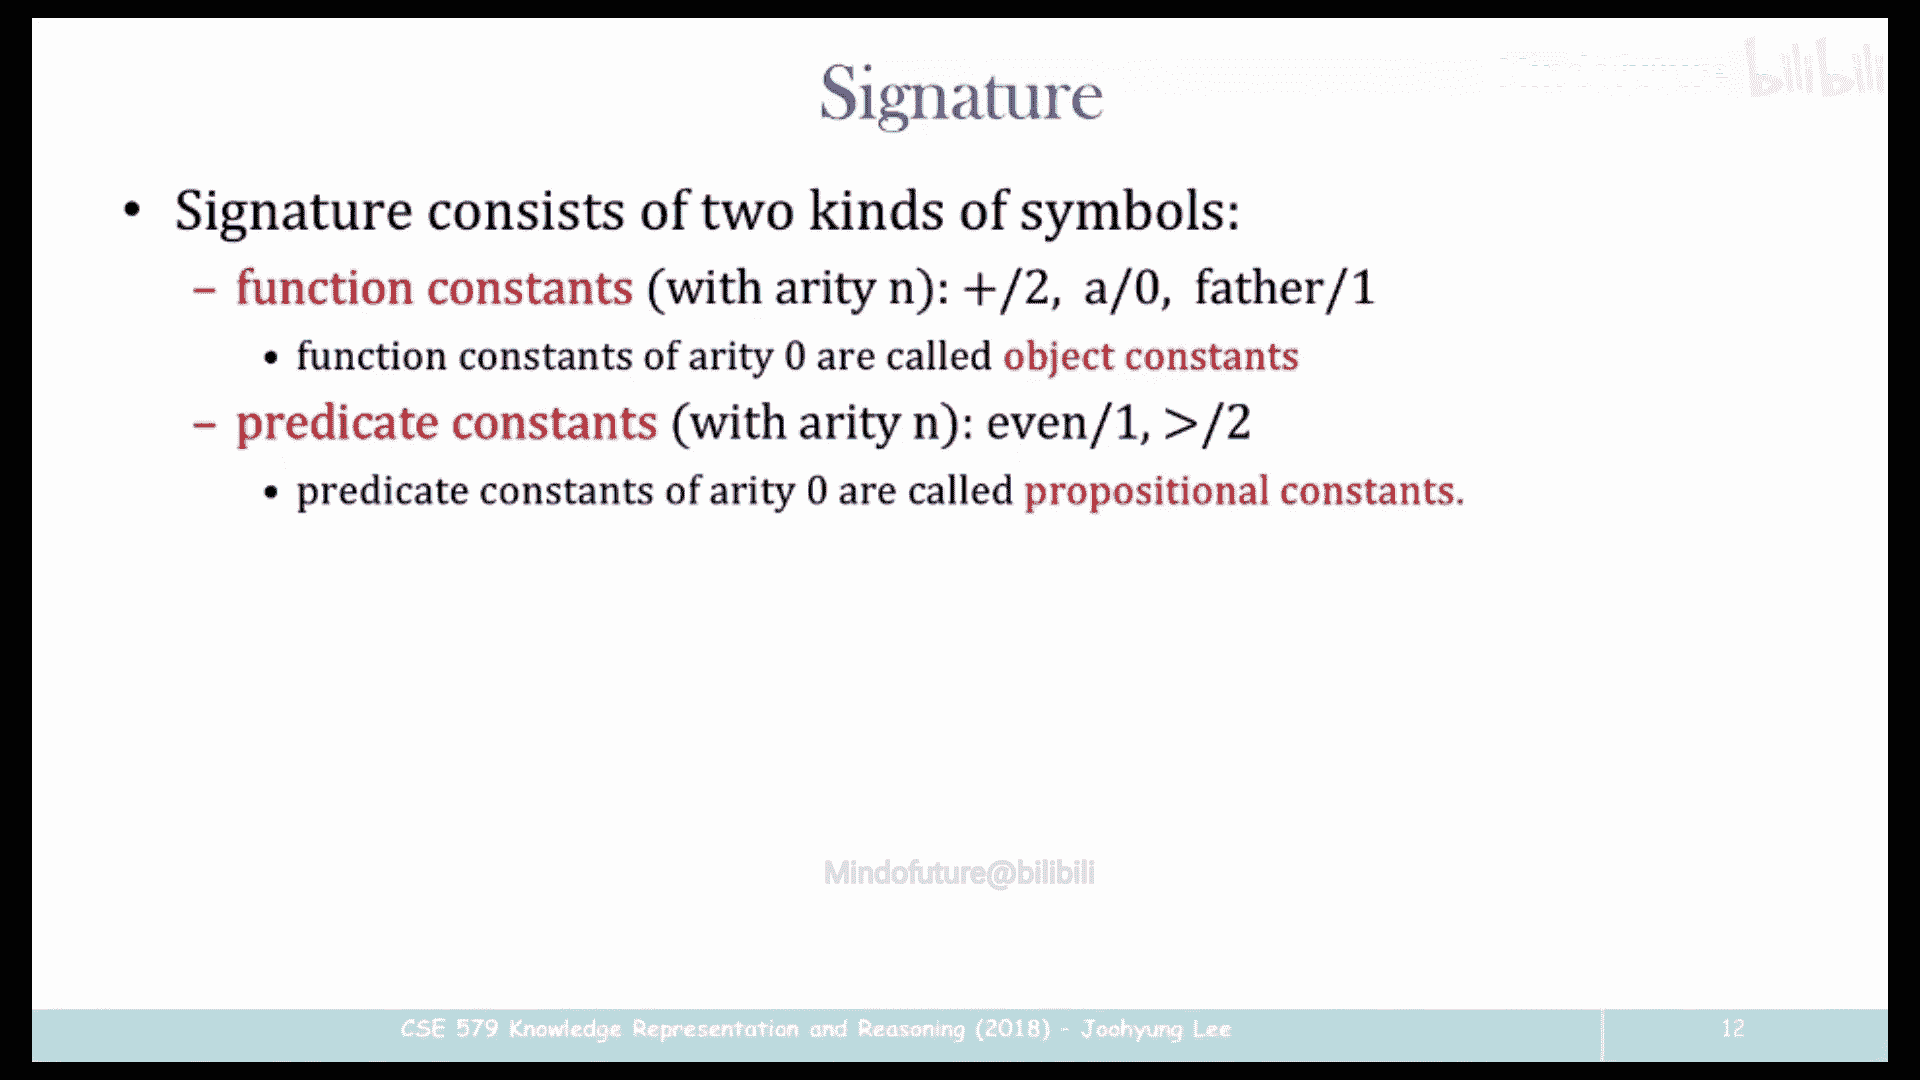 bilibili
Signature
• Signature consists of two kinds of symbols:
– function constants (with arity n): +/2, a/0, father/1
• function constants of arity 0 are called object constants
– predicate constants (with arity n): even/1, >/2
• predicate constants of arity 0 are called propositional constants.
Mindofuture@bilibili
CSE 579 Knowledge Representation and Reasoning (2018) - Joohyung Lee
12